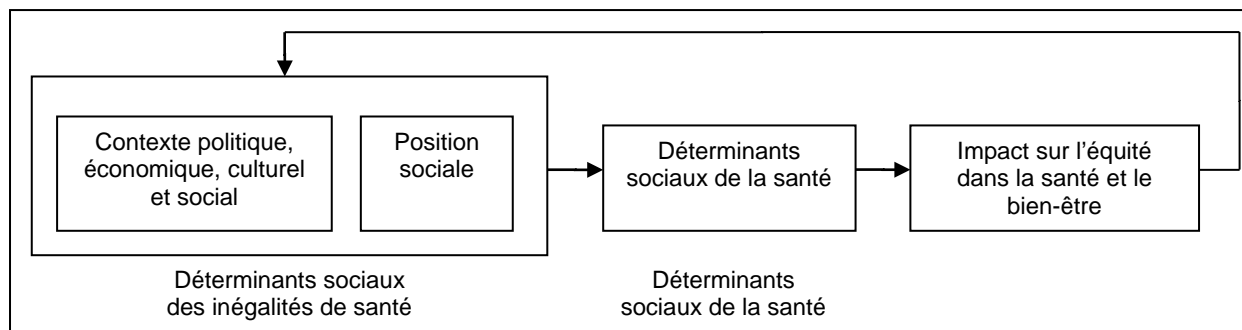 Contexte politique,
économique, culturel
et social
Position
sociale
Déterminants
sociaux de la santé
Impact sur l’équité
dans la santé et le
bien-être
Déterminants sociaux
des inégalités de santé
Déterminants
sociaux de la santé